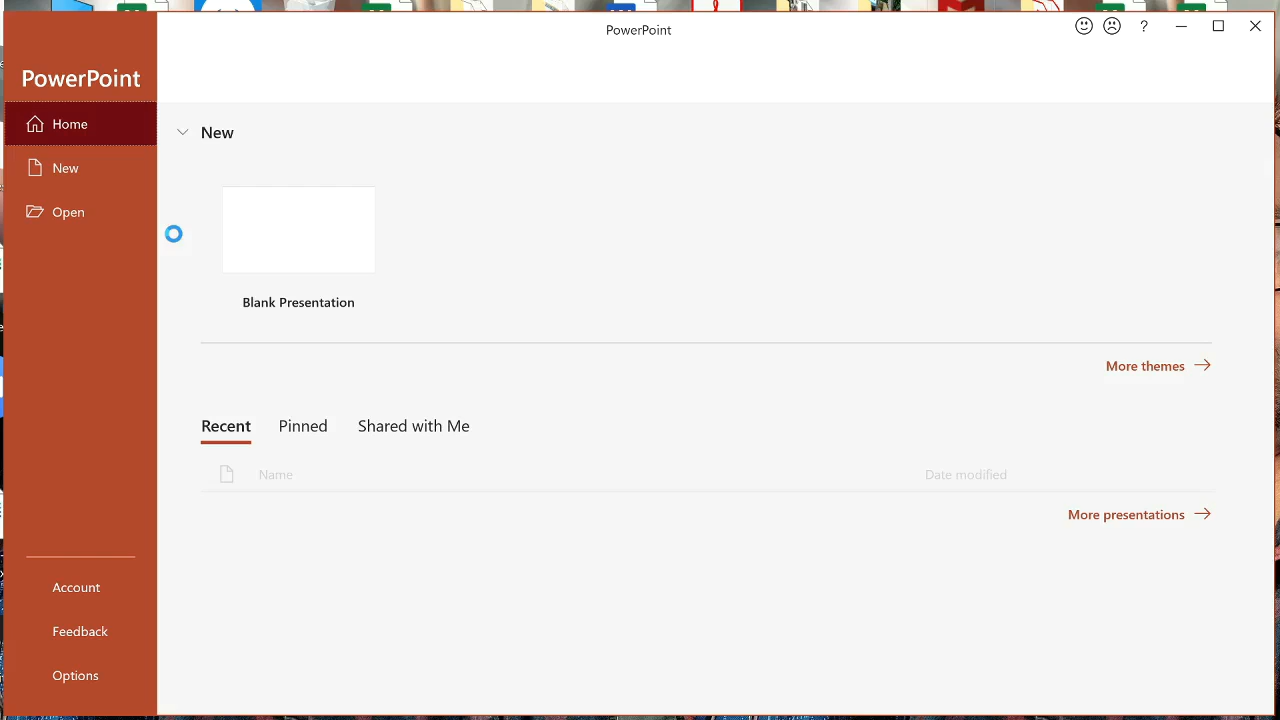 PowerPoint
PowerPoint
?
Home
New
Open
Account
Feedback
Options
New
Blank Presentation
More themes
Recent Pinned Shared with Me
Name Date modified
More presentations